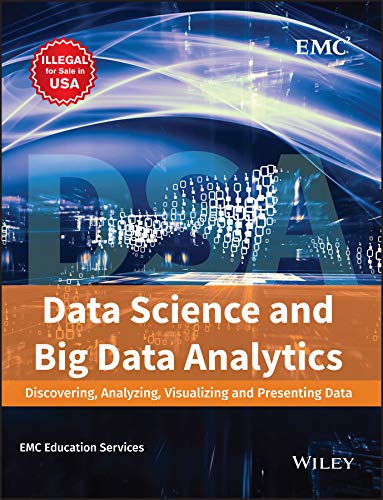 ILLEGAL
for Sale in
USA
EMC²
DSA
Data Science and
Big Data Analytics
Discovering, Analyzing, Visualizing and Presenting Data
EMC Education Services
WILEY